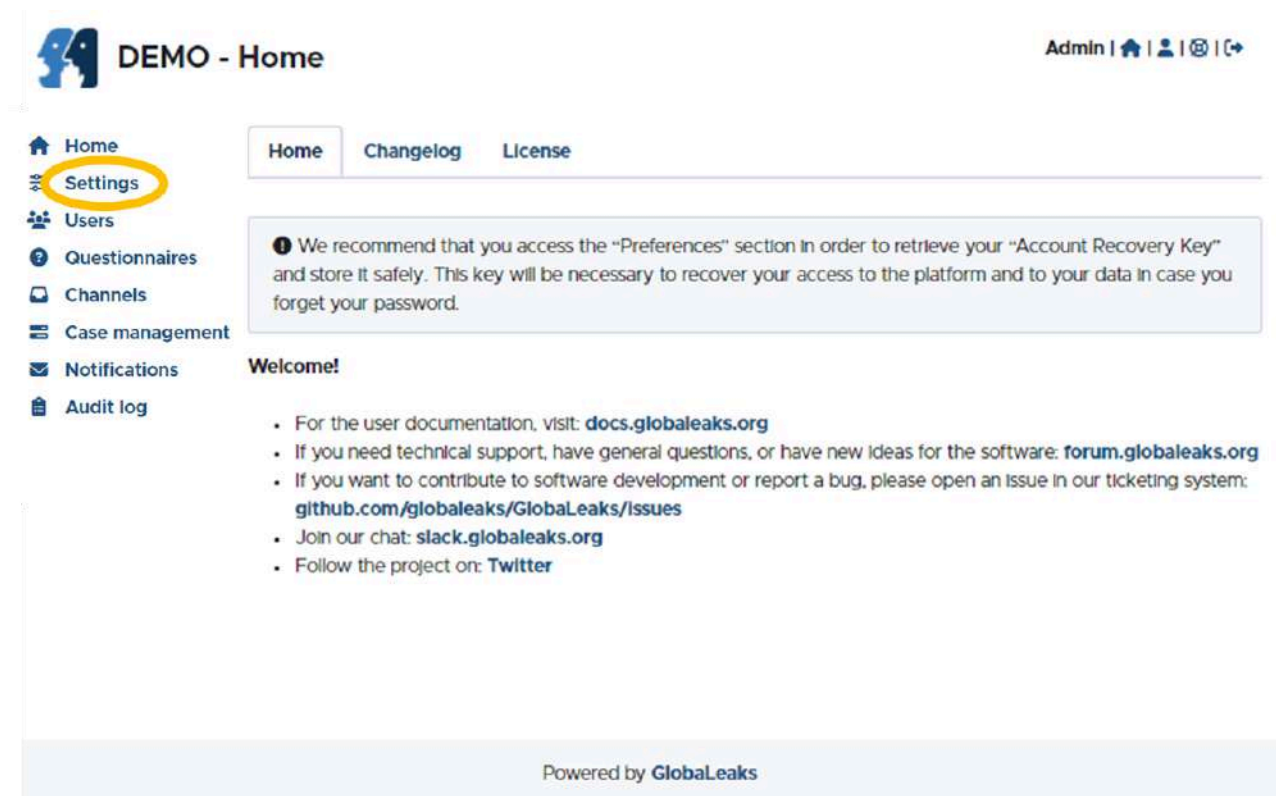 DEMO - Home
Admin | | | |
Home
Settings
Users
Questionnaires
Channels
Case management
Notifications
Audit log
Home Changelog License
We recommend that you access the “Preferences” section in order to retrieve your “Account Recovery Key”
and store it safely. This key will be necessary to recover your access to the platform and to your data in case you
forget your password.
Welcome!
• For the user documentation, visit: docs.globaleaks.org
• If you need technical support, have general questions, or have new ideas for the software: forum.globaleaks.org
• If you want to contribute to software development or report a bug, please open an issue in our ticketing system:
github.com/globaleaks/GlobaLeaks/issues
• Join our chat: slack.globaleaks.org
• Follow the project on: Twitter
Powered by GlobaLeaks